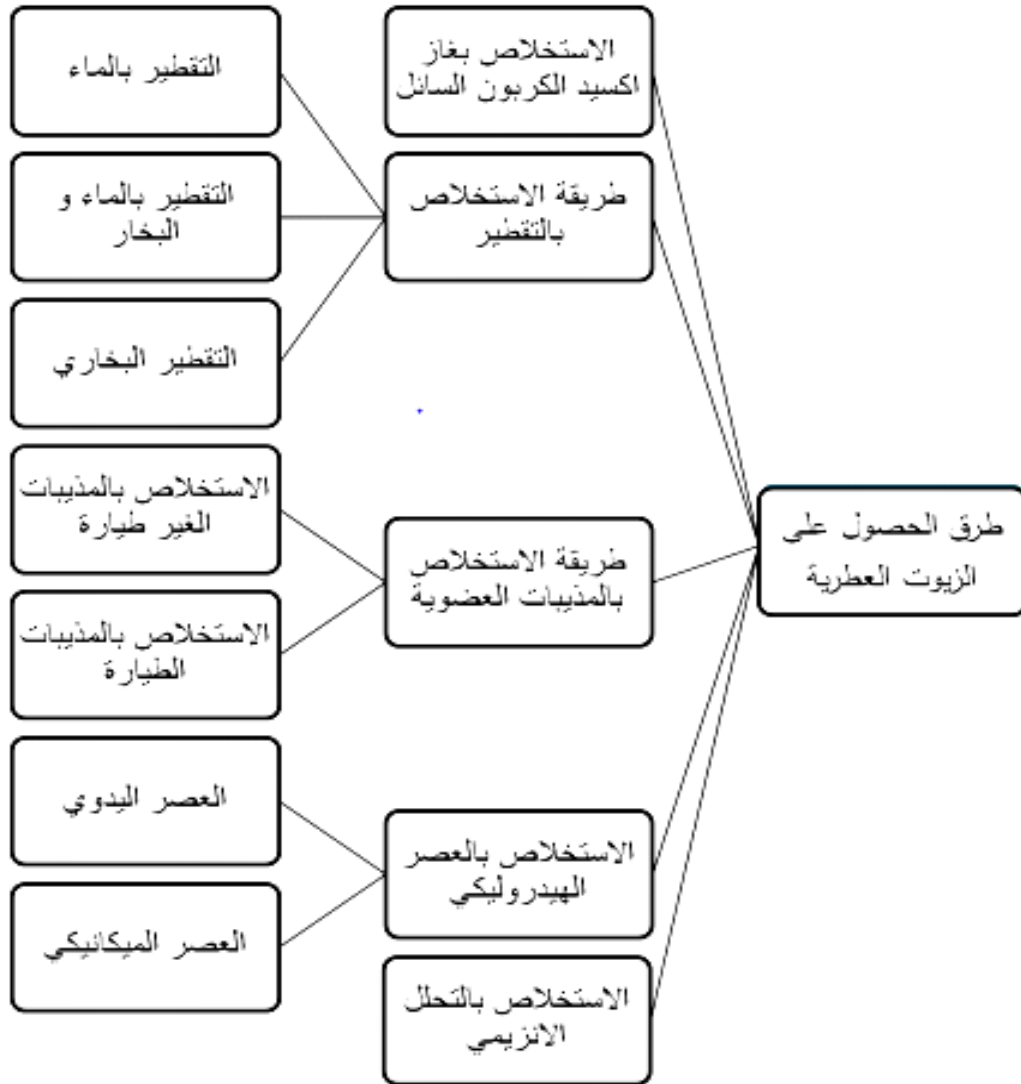 طرق الحصول على
الزيوت العطرية
الاستخلاص بغاز
اكسيد الكربون السائل
طريقة الاستخلاص
بالتقطير
التقطير بالماء
التقطير بالماء و
البخار
التقطير البخاري
طريقة الاستخلاص
بالمذيبات العضوية
الاستخلاص بالمذيبات
الغير طيارة
الاستخلاص بالمذيبات
الطيارة
الاستخلاص بالعصر
الهيدروليكي
العصر اليدوي
العصر الميكانيكي
الاستخلاص بالتحلل
الانزيمي